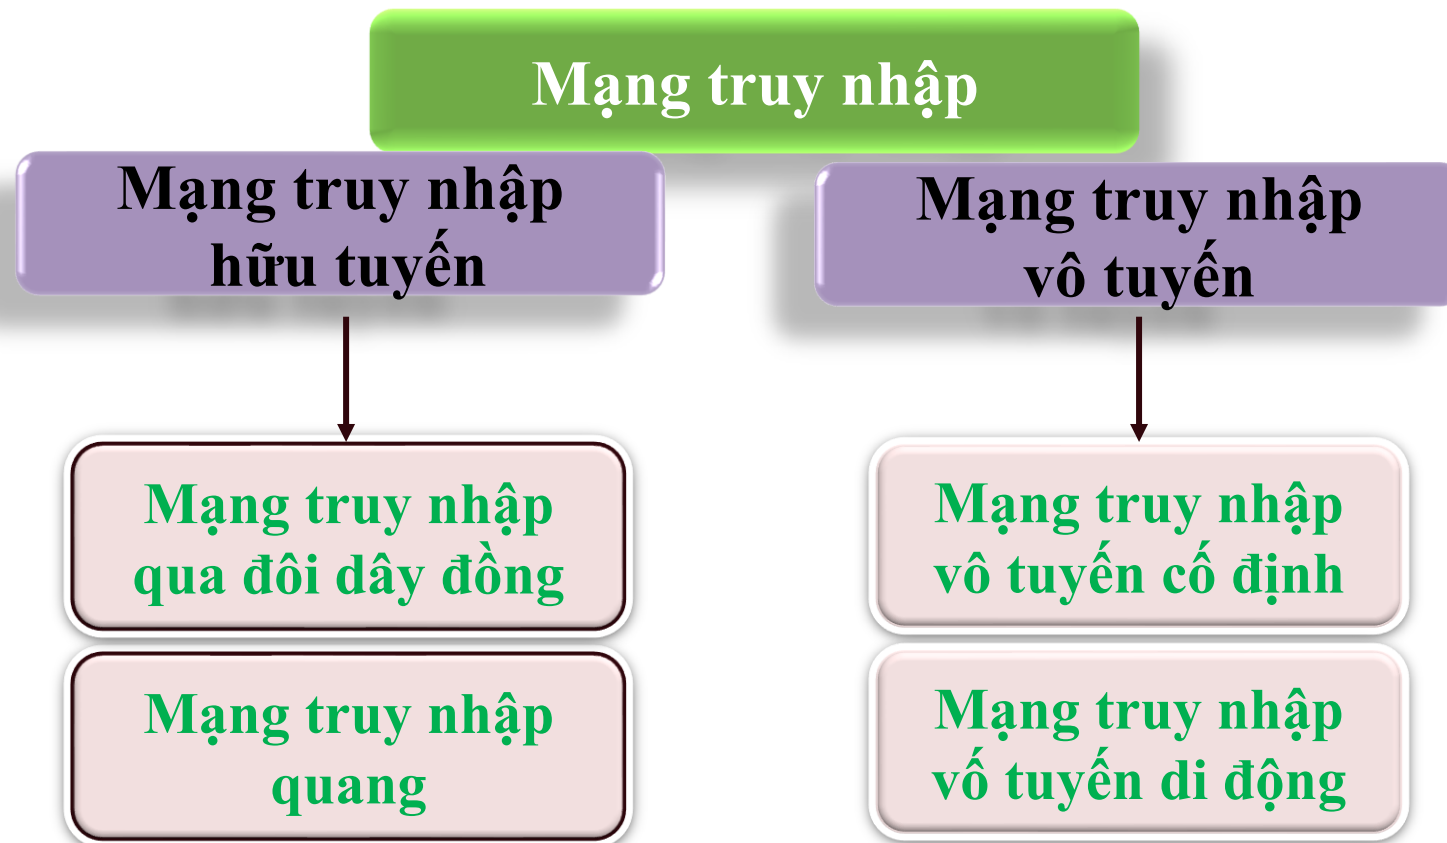 Mạng truy nhập
Mạng truy nhập
hữu tuyến
Mạng truy nhập
vô tuyến
Mạng truy nhập
qua đôi dây đồng
Mạng truy nhập
quang
Mạng truy nhập
vô tuyến cố định
Mạng truy nhập
vố tuyến di động